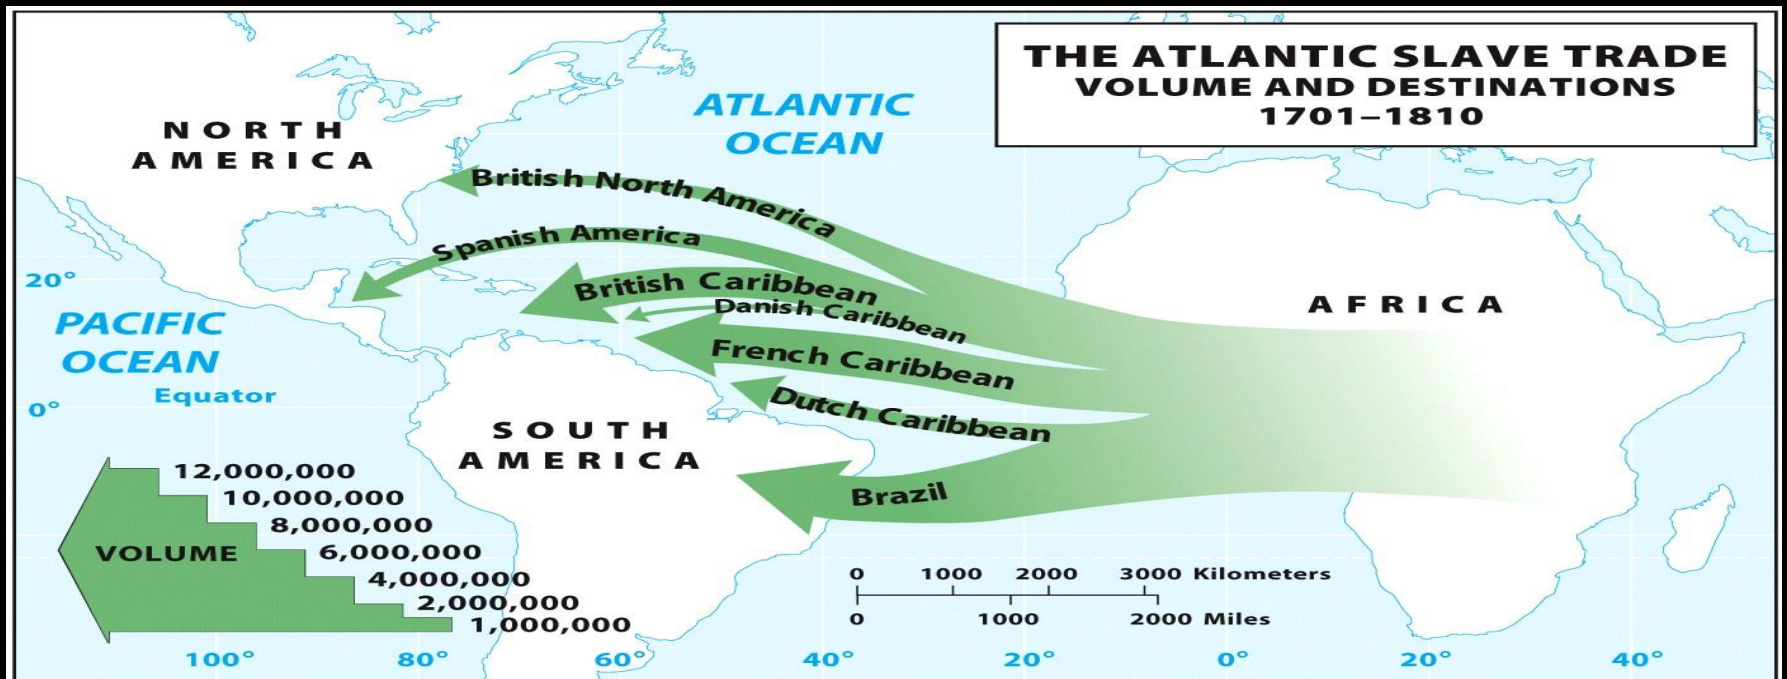 THE ATLANTIC SLAVE TRADE
VOLUME AND DESTINATIONS
1701–1810
ATLANTIC
OCEAN
NORTH
AMERICA
British North America
Spanish America
British Caribbean
Danish Caribbean
French Caribbean
Dutch Caribbean
Brazil
AFRICA
20°
PACIFIC
OCEAN
Equator
0°
SOUTH
AMERICA
12,000,000
10,000,000
8,000,000
VOLUME
6,000,000
4,000,000
2,000,000
1,000,000
0 1000 2000 3000 Kilometers
0 1000 2000 Miles
100° 80° 60° 40° 20° 0° 20° 40°